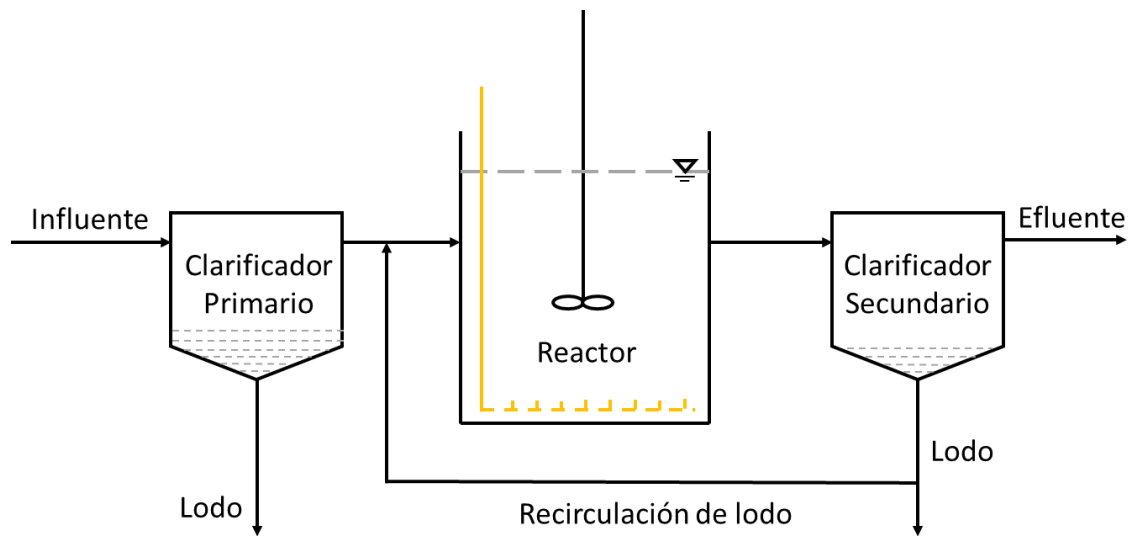 Influente
Clarificador
Primario
Reactor
Clarificador
Secundario
Efluente
Lodo
Lodo
Recirculación de lodo